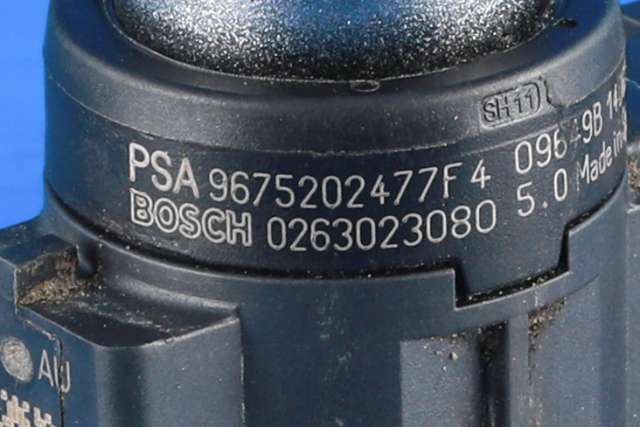 SH11
PSA 9675202477F4
BOSCH 0263023080 5.0 Made in
AU